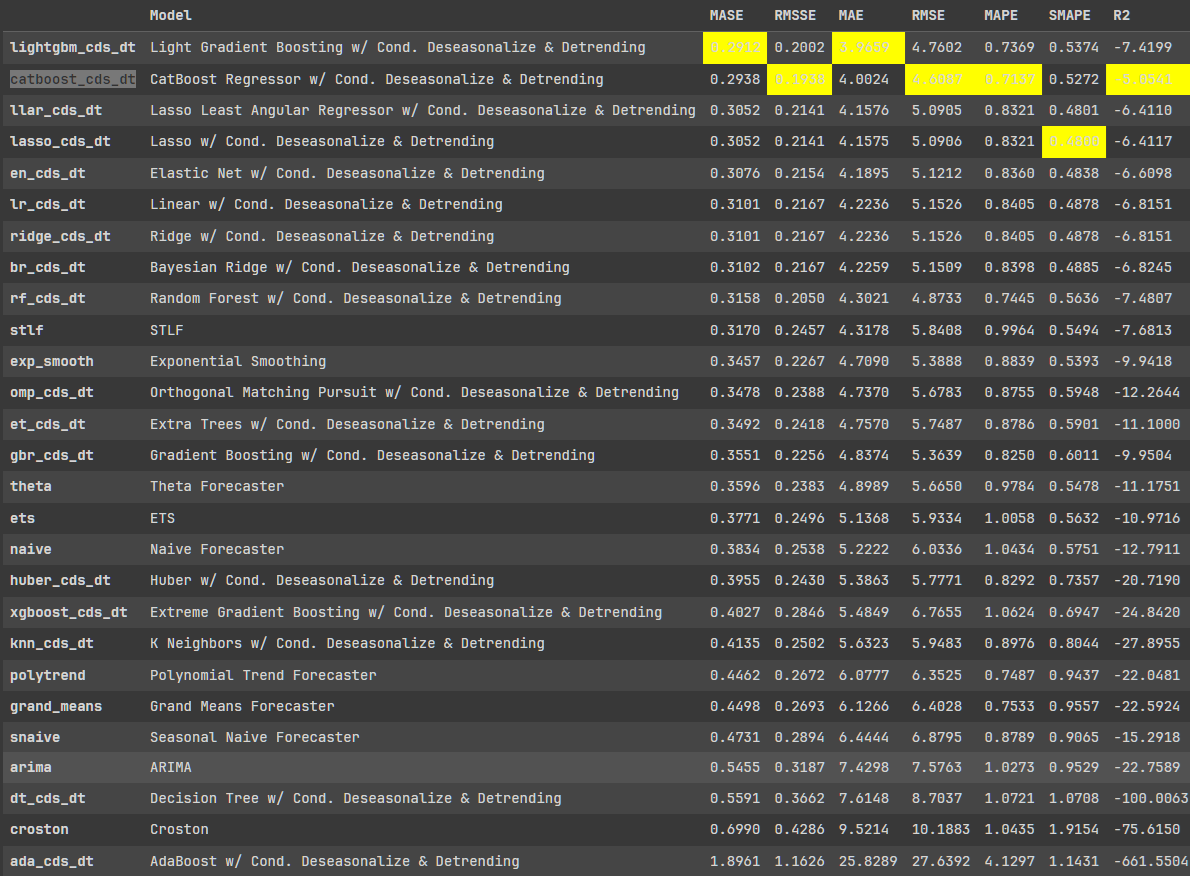 Model MASE RMSSE MAE RMSE MAPE SMAPE R2
lightgbm_cds_dt Light Gradient Boosting w/ Cond. Deseasonalize & Detrending 0.2912 0.2002 3.9659 4.7602 0.7369 0.5374 -7.4199
catboost_cds_dt CatBoost Regressor w/ Cond. Deseasonalize & Detrending 0.2938 0.1938 4.0024 4.6087 0.7137 0.5272 -5.0541
llar_cds_dt Lasso Least Angular Regressor w/ Cond. Deseasonalize & Detrending 0.3052 0.2141 4.1576 5.0905 0.8321 0.4801 -6.4110
lasso_cds_dt Lasso w/ Cond. Deseasonalize & Detrending 0.3052 0.2141 4.1575 5.0906 0.8321 0.4800 -6.4117
en_cds_dt Elastic Net w/ Cond. Deseasonalize & Detrending 0.3076 0.2154 4.1895 5.1212 0.8360 0.4838 -6.6098
lr_cds_dt Linear w/ Cond. Deseasonalize & Detrending 0.3101 0.2167 4.2236 5.1526 0.8405 0.4878 -6.8151
ridge_cds_dt Ridge w/ Cond. Deseasonalize & Detrending 0.3101 0.2167 4.2236 5.1526 0.8405 0.4878 -6.8151
br_cds_dt Bayesian Ridge w/ Cond. Deseasonalize & Detrending 0.3102 0.2167 4.2259 5.1509 0.8398 0.4885 -6.8245
rf_cds_dt Random Forest w/ Cond. Deseasonalize & Detrending 0.3158 0.2050 4.3021 4.8733 0.7445 0.5636 -7.4807
stlf STLF 0.3170 0.2457 4.3178 5.8408 0.9964 0.5494 -7.6813
exp_smooth Exponential Smoothing 0.3457 0.2267 4.7090 5.3888 0.8839 0.5393 -9.9418
omp_cds_dt Orthogonal Matching Pursuit w/ Cond. Deseasonalize & Detrending 0.3478 0.2388 4.7370 5.6783 0.8755 0.5948 -12.2644
et_cds_dt Extra Trees w/ Cond. Deseasonalize & Detrending 0.3492 0.2418 4.7570 5.7487 0.8786 0.5901 -11.1000
gbr_cds_dt Gradient Boosting w/ Cond. Deseasonalize & Detrending 0.3551 0.2256 4.8374 5.3639 0.8250 0.6011 -9.9504
theta Theta Forecaster 0.3596 0.2383 4.8989 5.6650 0.9784 0.5478 -11.1751
ets ETS 0.3771 0.2496 5.1368 5.9334 1.0058 0.5632 -10.9716
naive Naive Forecaster 0.3834 0.2538 5.2222 6.0336 1.0434 0.5751 -12.7911
huber_cds_dt Huber w/ Cond. Deseasonalize & Detrending 0.3955 0.2430 5.3863 5.7771 0.8292 0.7357 -20.7190
xgboost_cds_dt Extreme Gradient Boosting w/ Cond. Deseasonalize & Detrending 0.4027 0.2846 5.4849 6.7655 1.0624 0.6947 -24.8420
knn_cds_dt K Neighbors w/ Cond. Deseasonalize & Detrending 0.4135 0.2502 5.6323 5.9483 0.8976 0.8044 -27.8955
polytrend Polynomial Trend Forecaster 0.4462 0.2672 6.0777 6.3525 0.7487 0.9437 -22.0481
grand_means Grand Means Forecaster 0.4498 0.2693 6.1266 6.4028 0.7533 0.9557 -22.5924
snaive Seasonal Naive Forecaster 0.4731 0.2894 6.4444 6.8795 0.8789 0.9065 -15.2918
arima ARIMA 0.5455 0.3187 7.4298 7.5763 1.0273 0.9529 -22.7589
dt_cds_dt Decision Tree w/ Cond. Deseasonalize & Detrending 0.5591 0.3662 7.6148 8.7037 1.0721 1.0708 -100.0063
croston Croston 0.6990 0.4286 9.5214 10.1883 1.0435 1.9154 -75.6150
ada_cds_dt AdaBoost w/ Cond. Deseasonalize & Detrending 1.8961 1.1626 25.8289 27.6392 4.1297 1.1431 -661.5504